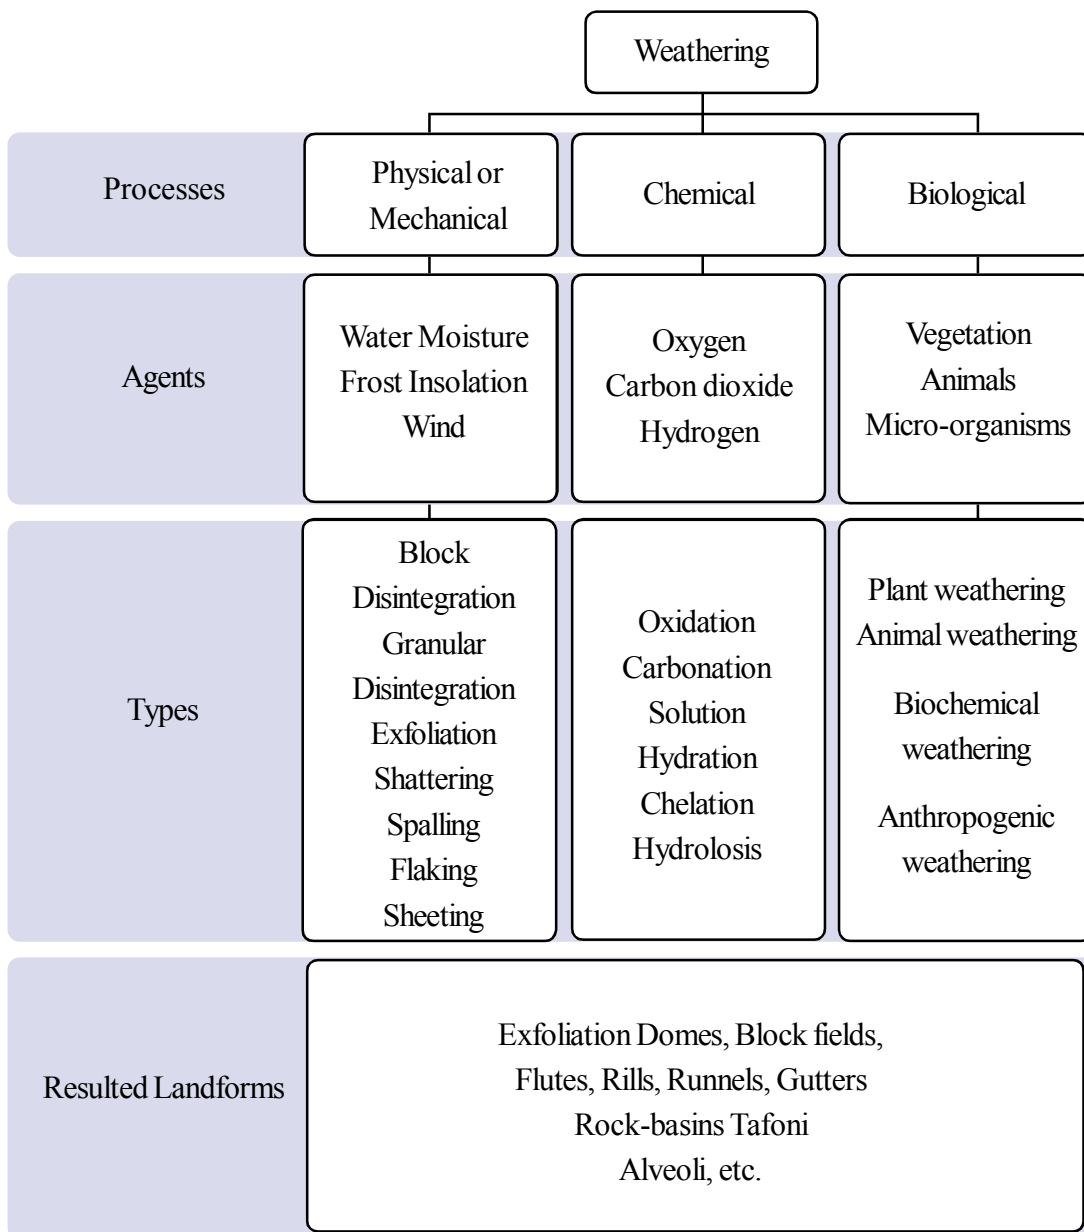 Weathering
Processes
Physical or
Mechanical
Chemical
Biological
Agents
Water Moisture
Frost Insolation
Wind
Oxygen
Carbon dioxide
Hydrogen
Vegetation
Animals
Micro-organisms
Types
Block
Disintegration
Granular
Disintegration
Exfoliation
Shattering
Spalling
Flaking
Sheeting
Oxidation
Carbonation
Solution
Hydration
Chelation
Hydrolosis
Plant weathering
Animal weathering
Biochemical
weathering
Anthropogenic
weathering
Resulted Landforms
Exfoliation Domes, Block fields,
Flutes, Rills, Runnels, Gutters
Rock-basins Tafoni
Alveoli, etc.